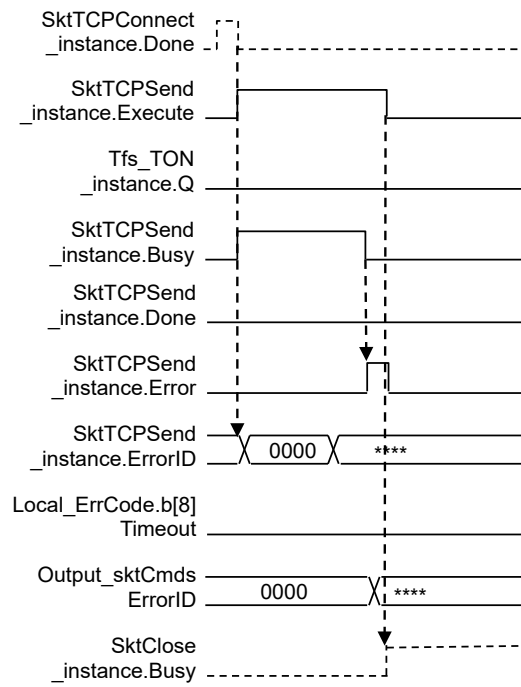 SktTCPConnect
_instance.Done
SktTCPSend
_instance.Execute
Tfs_TON
_instance.Q
SktTCPSend
_instance.Busy
SktTCPSend
_instance.Done
SktTCPSend
_instance.Error
SktTCPSend
_instance.ErrorID
0000 ****
Local_ErrCode.b[8]
Timeout
Output_sktCmds
ErrorID
0000 ****
SktClose
_instance.Busy